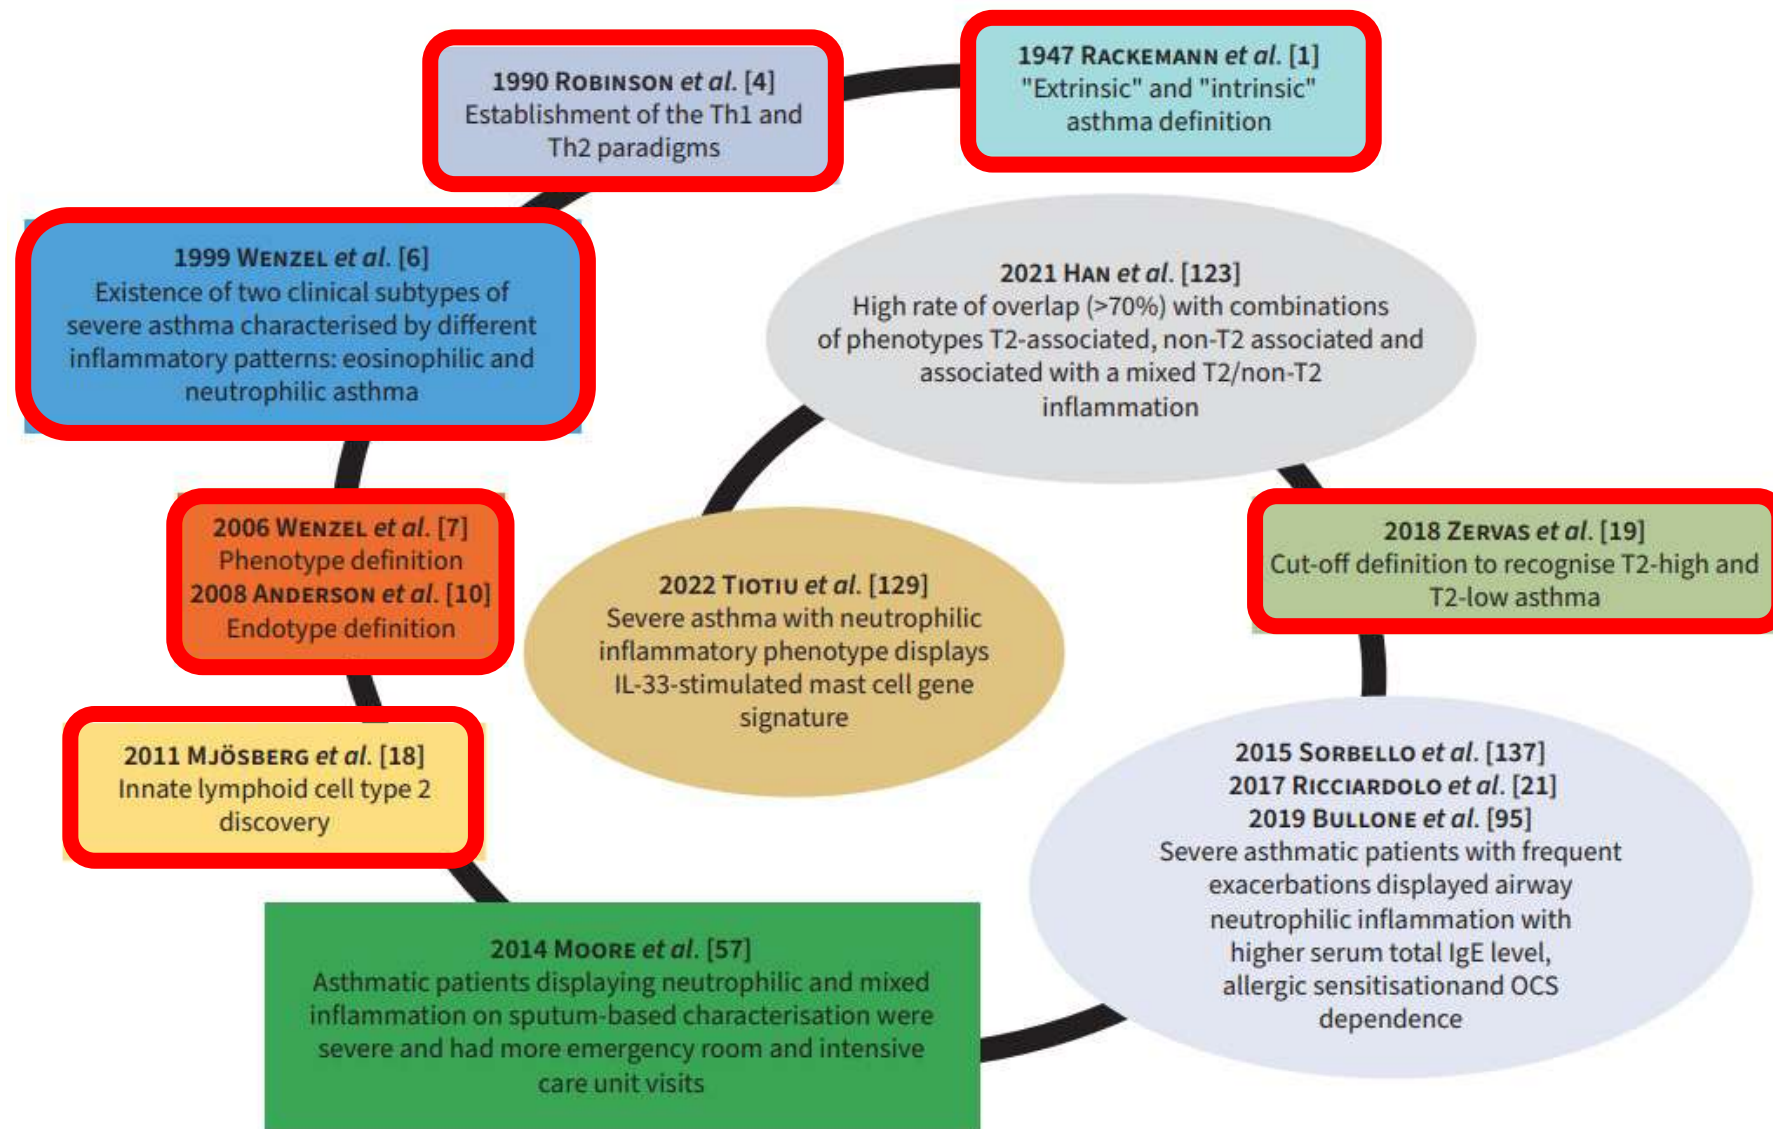 1947 RACKEMANN et al. [1]
"Extrinsic" and "intrinsic"
asthma definition
1990 ROBINSON et al. [4]
Establishment of the Th1 and
Th2 paradigms
1999 WENZEL et al. [6]
Existence of two clinical subtypes of
severe asthma characterised by different
inflammatory patterns: eosinophilic and
neutrophilic asthma
2006 WENZEL et al. [7]
Phenotype definition
2008 ANDERSON et al. [10]
Endotype definition
2011 MJÖSBERG et al. [18]
Innate lymphoid cell type 2
discovery
2014 MOORE et al. [57]
Asthmatic patients displaying neutrophilic and mixed
inflammation on sputum-based characterisation were
severe and had more emergency room and intensive
care unit visits
2015 SORBELLO et al. [137]
2017 RICCIARDOLO et al. [21]
2019 BULLONE et al. [95]
Severe asthmatic patients with frequent
exacerbations displayed airway
neutrophilic inflammation with
higher serum total IgE level,
allergic sensitisationand OCS
dependence
2018 ZERVAS et al. [19]
Cut-off definition to recognise T2-high and
T2-low asthma
2021 HAN et al. [123]
High rate of overlap (>70%) with combinations
of phenotypes T2-associated, non-T2 associated and
associated with a mixed T2/non-T2
inflammation
2022 TIOTIU et al. [129]
Severe asthma with neutrophilic
inflammatory phenotype displays
IL-33-stimulated mast cell gene
signature